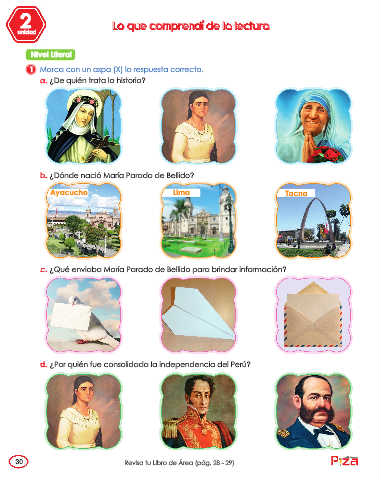 2
unidad
Lo que comprendí de la lectura
Nivel Literal
1 Marca con un aspa (X) la respuesta correcta.
a. ¿De quién trata la historia?
b. ¿Dónde nació María Parado de Bellido?
Ayacucho Lima Tacna
c. ¿Qué enviaba María Parado de Bellido para brindar información?
d. ¿Por quién fue consolidada la independencia del Perú?
30
Revisa tu Libro de Área (pág. 28 - 29)
Piza